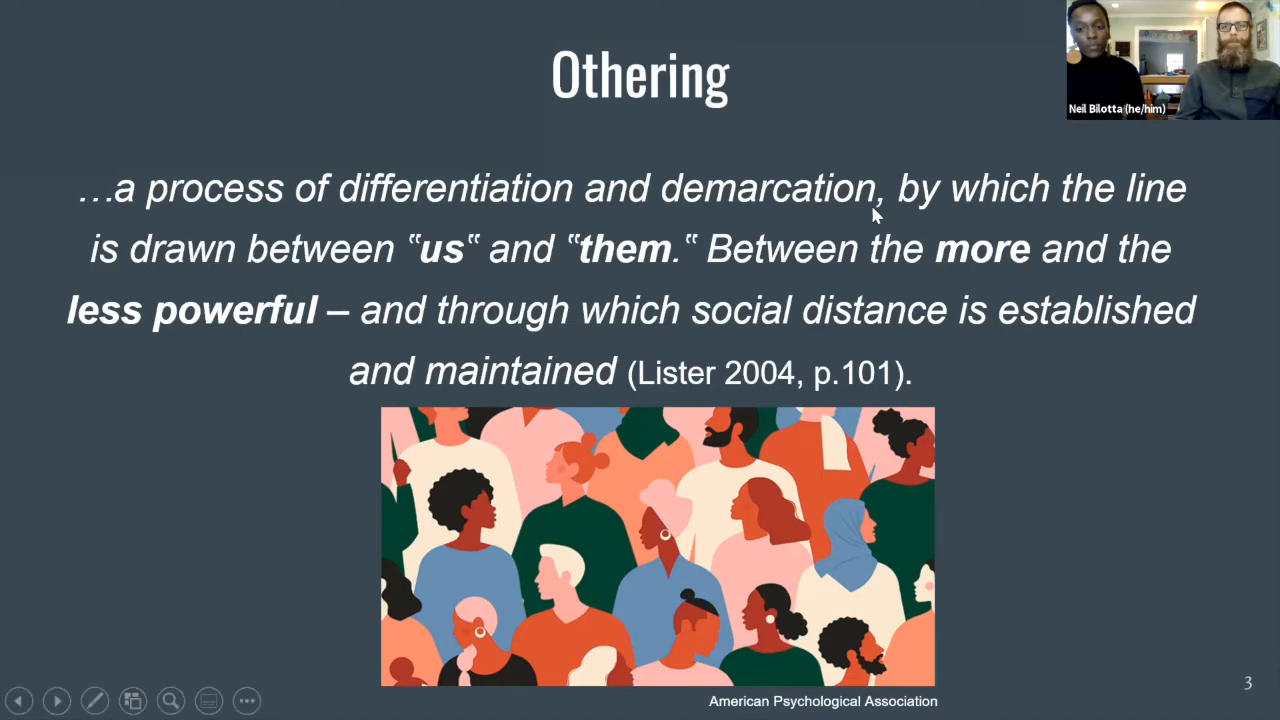 Othering
Neil Bilotta (he/him)
…a process of differentiation and demarcation, by which the line
is drawn between “us“ and “them.“ Between the more and the
less powerful – and through which social distance is established
and maintained (Lister 2004, p.101).
American Psychological Association
3